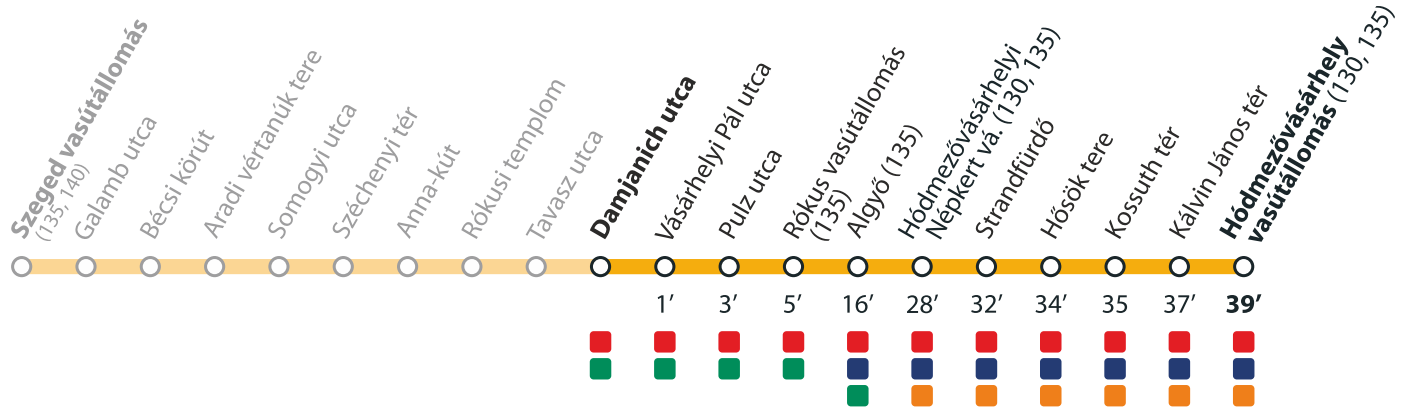 Szeged vasútállomás
(135, 140)
Galamb utca
Bécsi körút
Aradi vértanúk tere
Somogyi utca
Széchenyi tér
Anna-kút
Rókusi templom
Tavasz utca
Damjanich utca
Vásárhelyi Pál utca
Pulz utca
Rókus vasútállomás
(135)
Algyő (135)
Hódmezővásárhelyi
Népkert vá. (130, 135)
Strandfürdő
Hősök tere
Kossuth tér
Kálvin János tér
Hódmezővásárhely
vasútállomás (130, 135)
1’ 3’ 5’ 16’ 28’ 32’ 34’ 35 37’ 39’